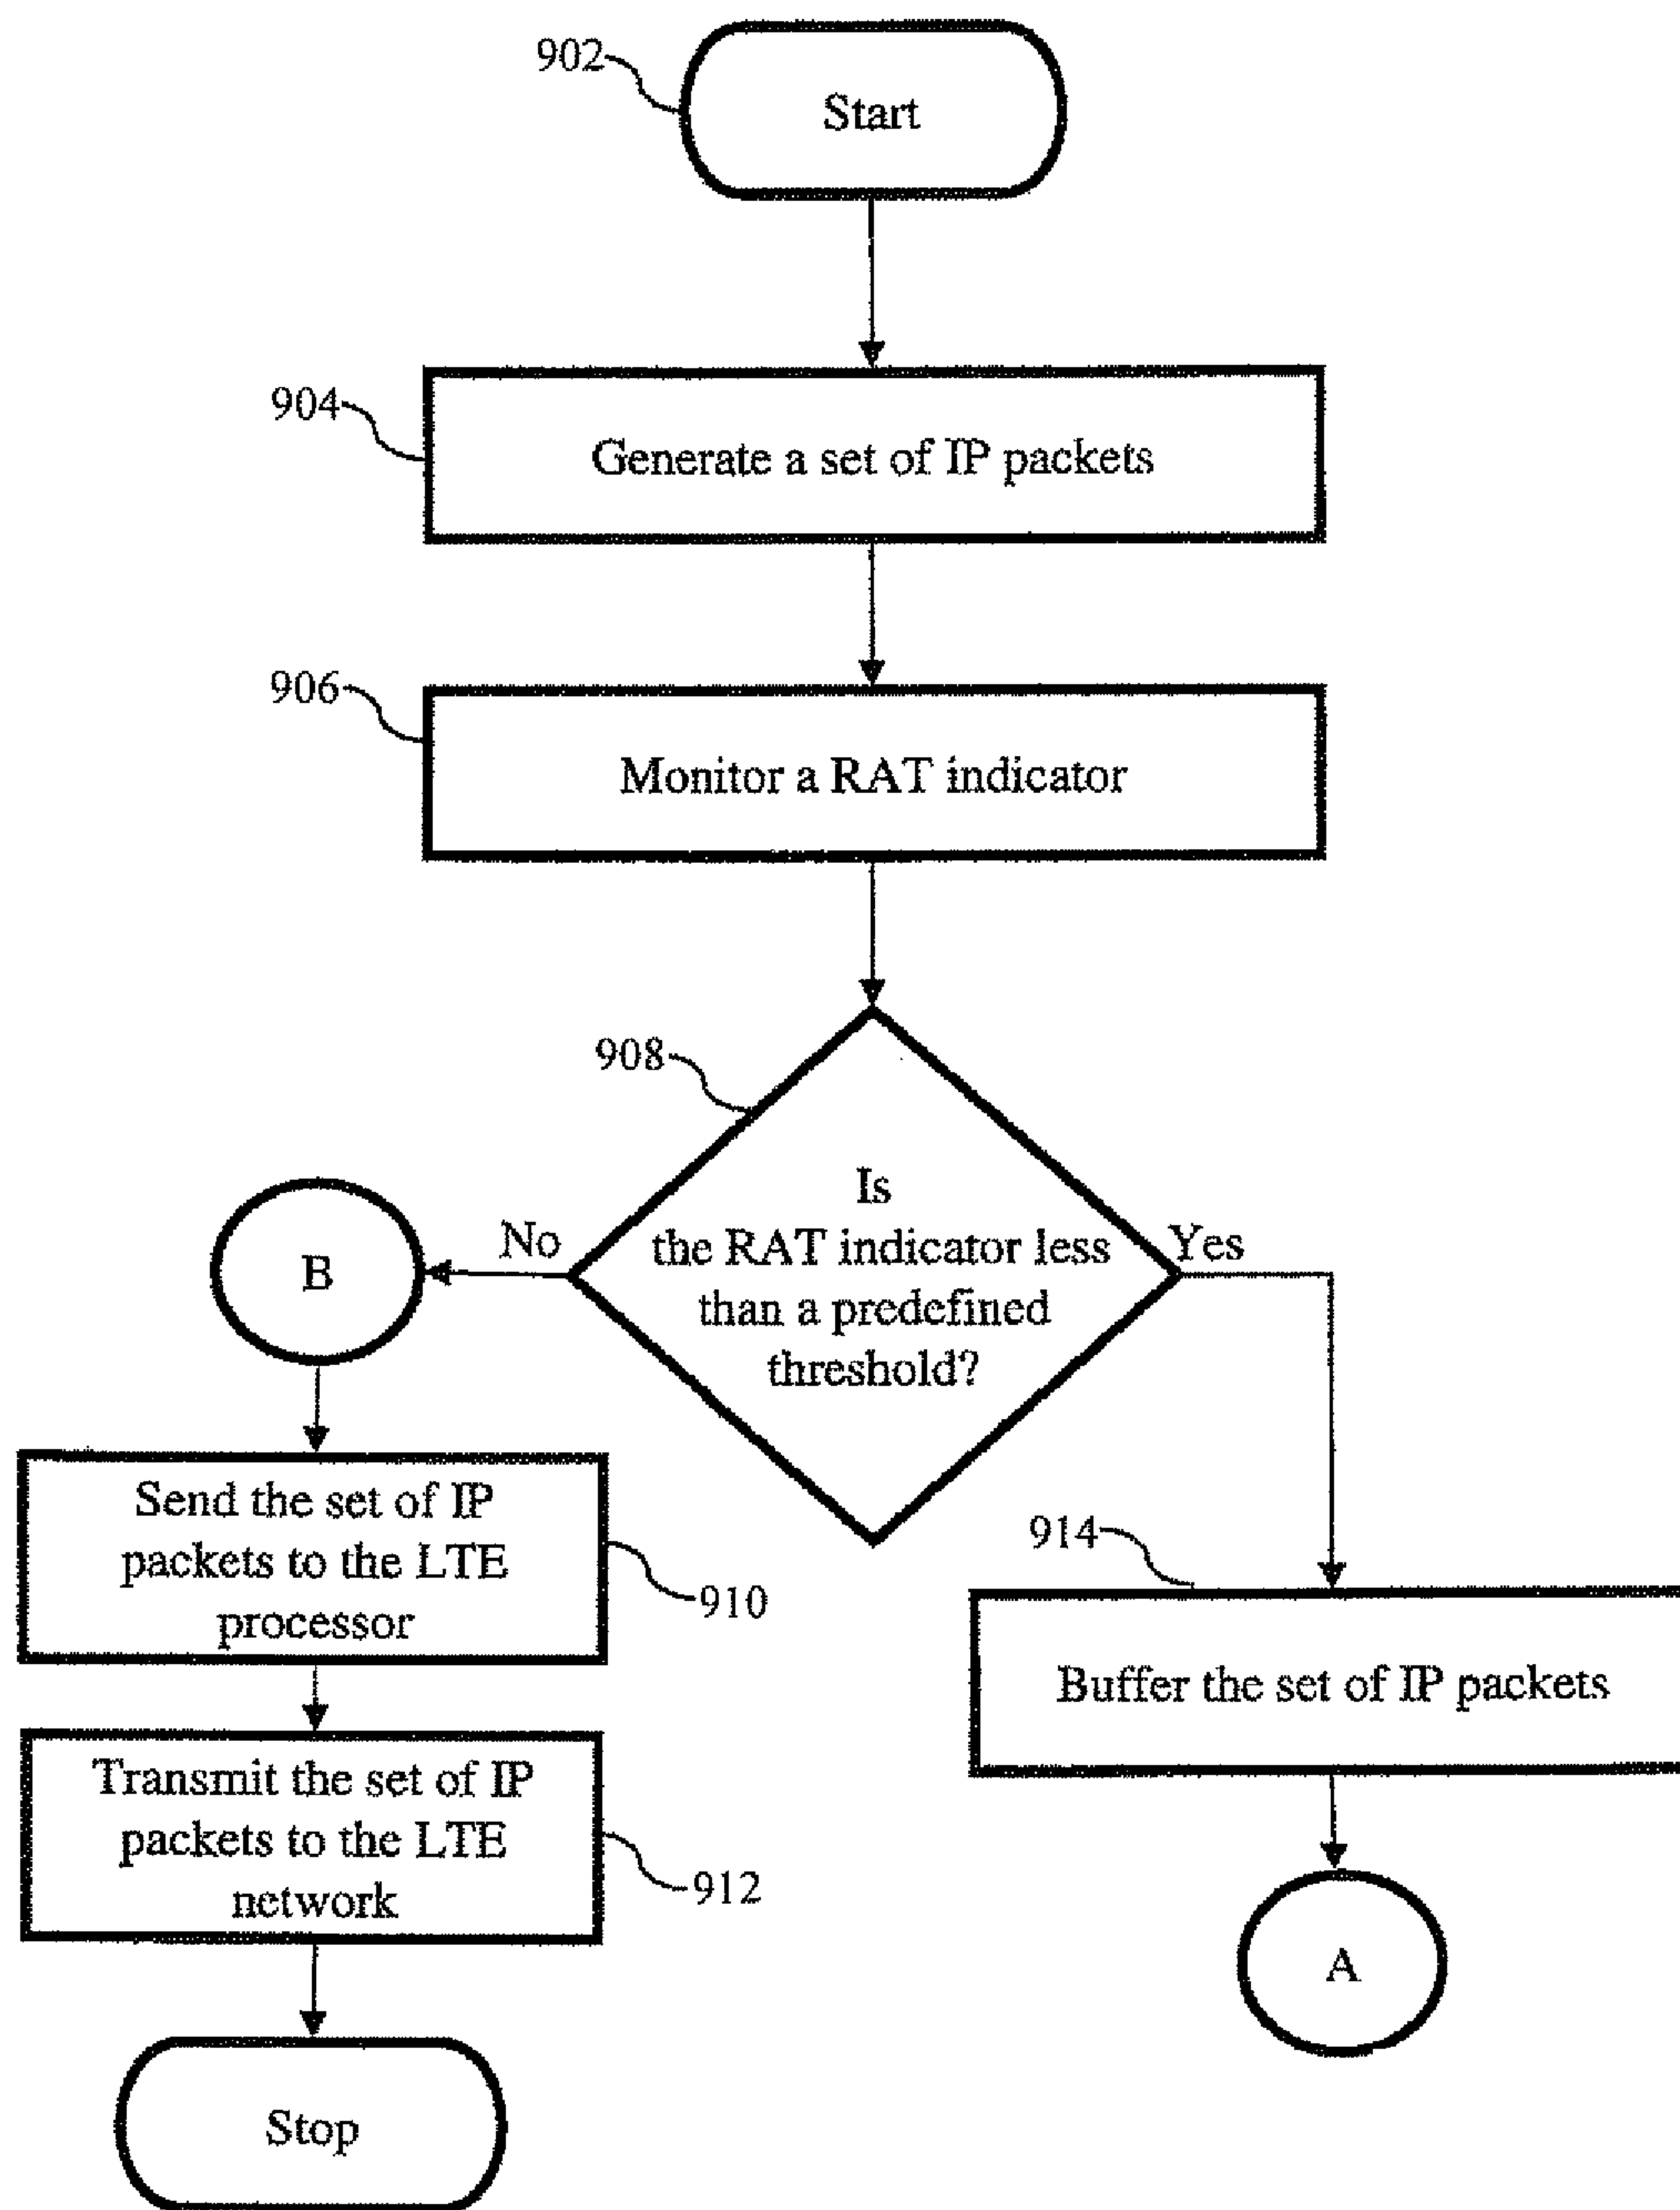 902
Start
904
Generate a set of IP packets
906
Monitor a RAT indicator
908
Is
the RAT indicator less
than a predefined
threshold?
No
Yes
B
Send the set of IP
packets to the LTE
processor
910
914
Buffer the set of IP packets
Transmit the set of IP
packets to the LTE
network
912
A
Stop